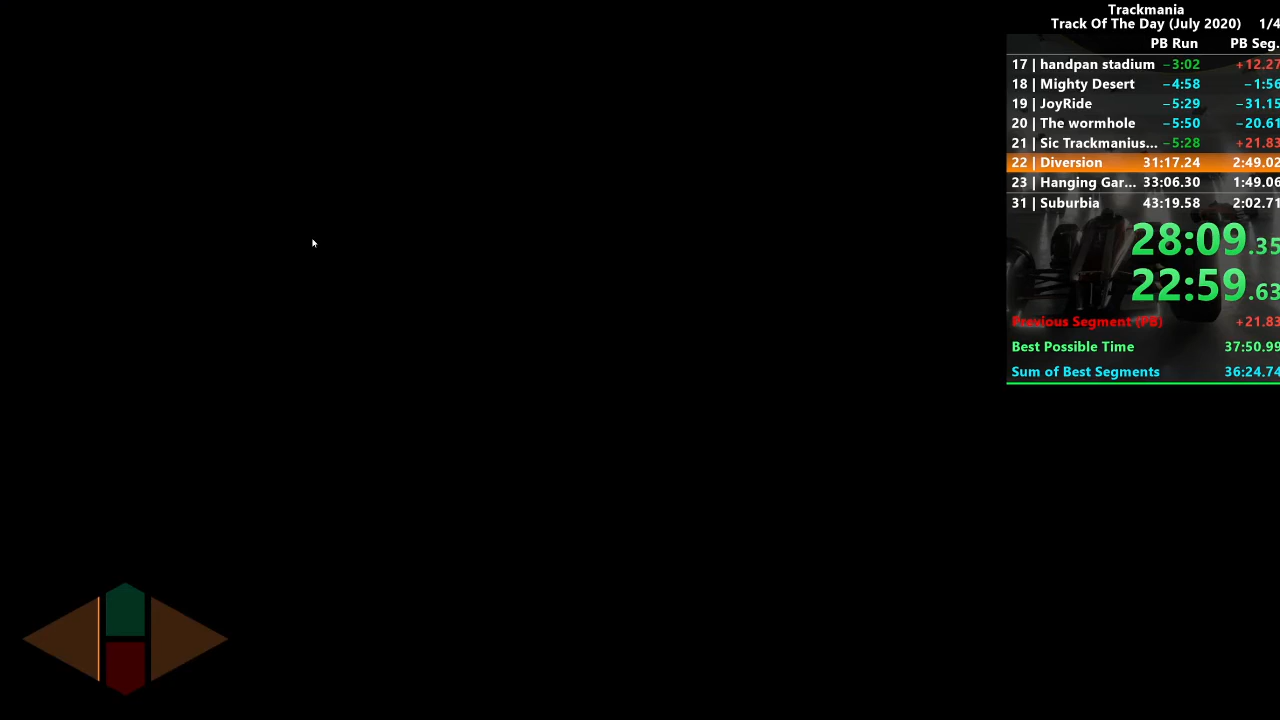 Trackmania
Track Of The Day (July 2020) 1/4
PB Run PB Seg.
17 | handpan stadium −3:02 +12.27
18 | Mighty Desert −4:58 −1:56
19 | JoyRide −5:29 −31.15
20 | The wormhole −5:50 −20.61
21 | Sic Trackmanius... −5:28 +21.83
22 | Diversion 31:17.24 2:49.02
23 | Hanging Gar... 33:06.30 1:49.06
31 | Suburbia 43:19.58 2:02.71
28:09.35
22:59.63
Previous Segment (PB) +21.83
Best Possible Time 37:50.99
Sum of Best Segments 36:24.74